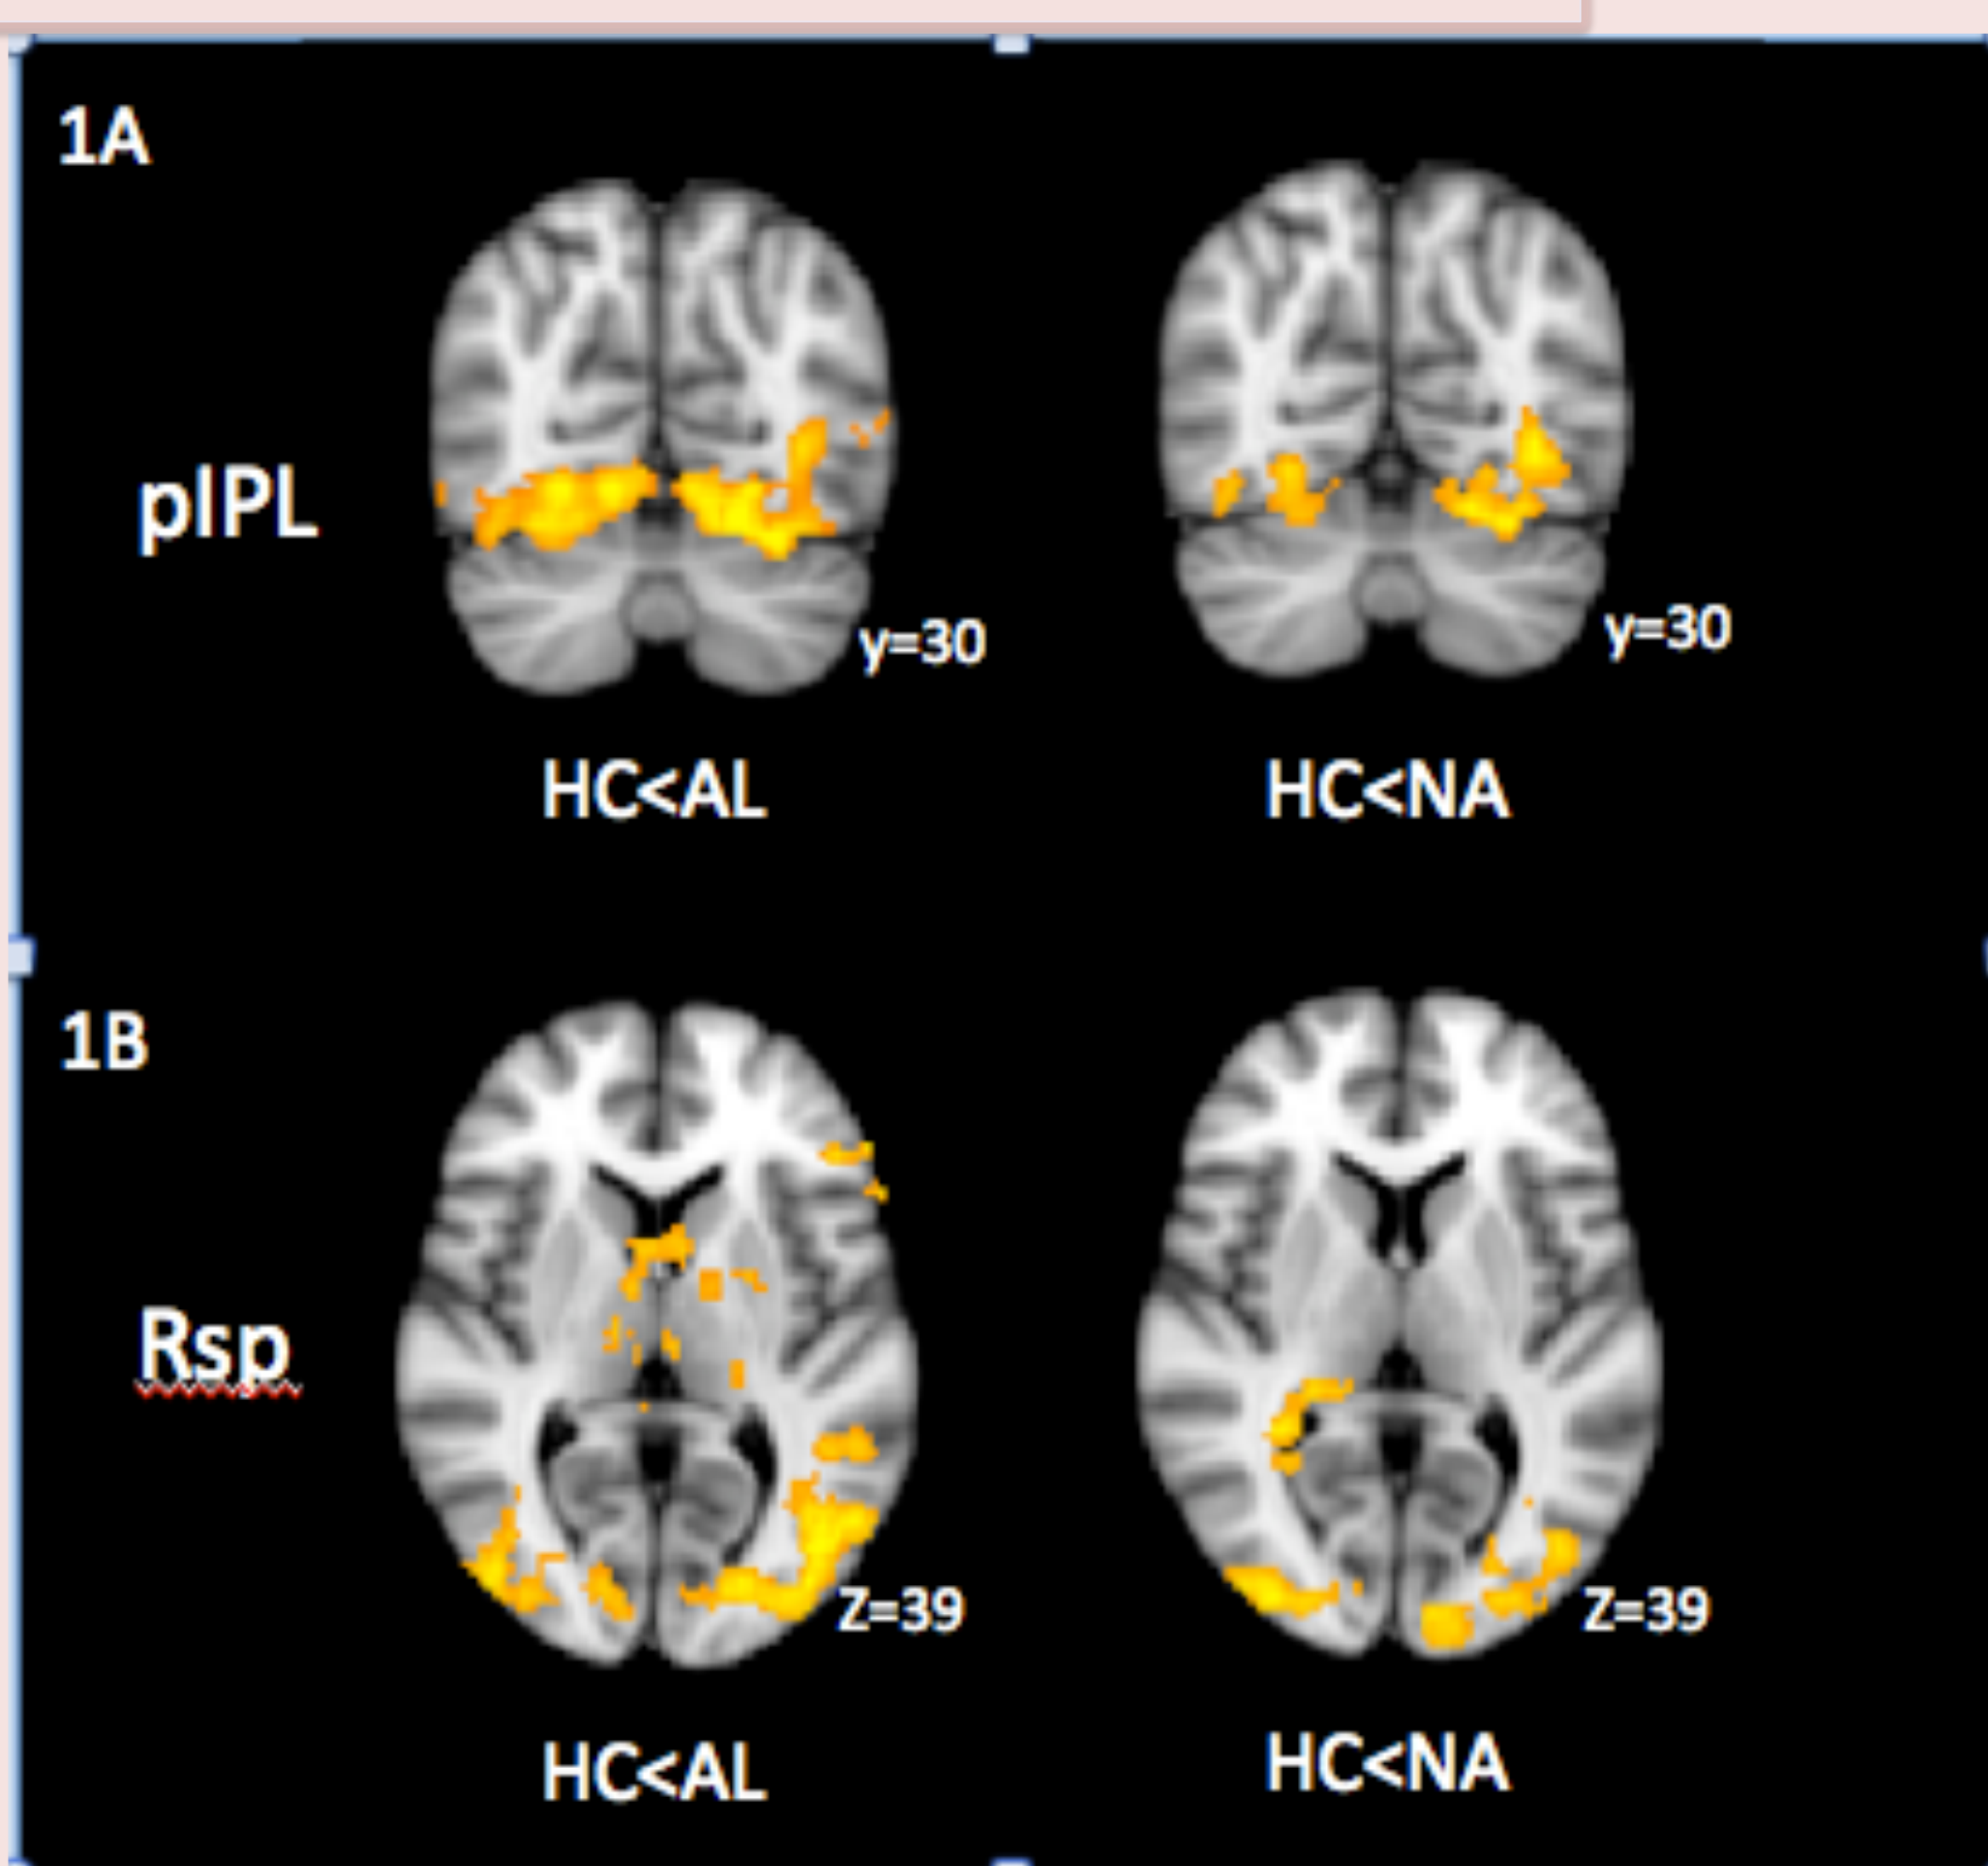 1A
pIPL
y=30
y=30
HC<AL
HC<NA
1B
Rsp
Z=39
Z=39
HC<AL
HC<NA